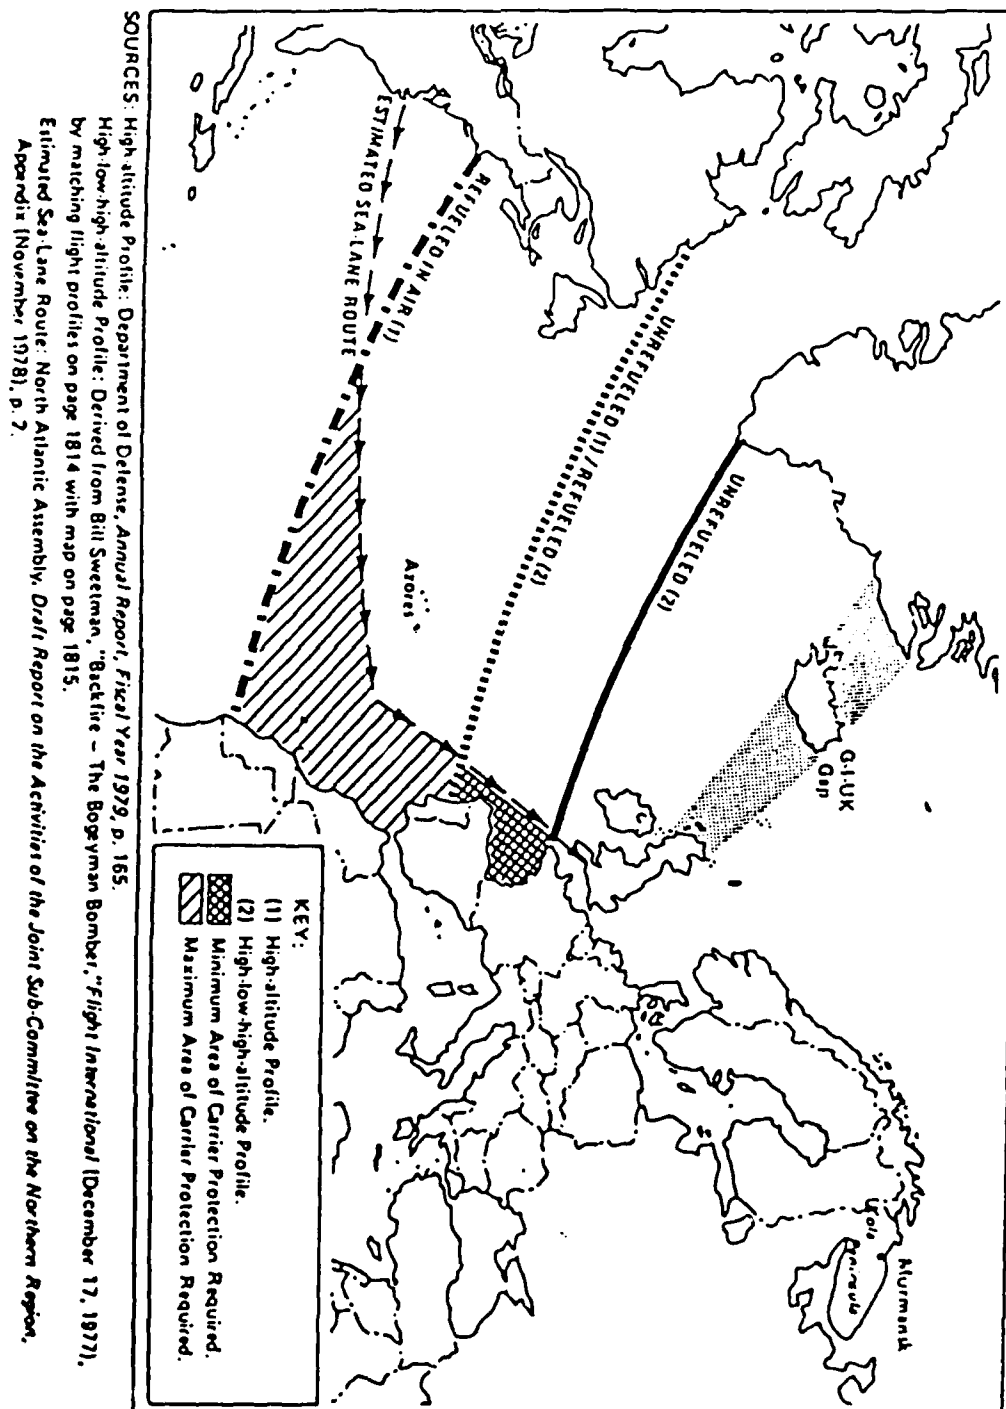 Murmansk
Kola
Peninsula
G-I-UK
Gap
UNREFUELED (2)
UNREFUELED (1) / REFUELED (2)
REFUELED IN AIR (1)
ESTIMATED SEA-LANE ROUTE
Azores
KEY:
(1) High-altitude Profile.
(2) High-low-high-altitude Profile.
Minimum Area of Carrier Protection Required.
Maximum Area of Carrier Protection Required.
SOURCES: High-altitude Profile: Department of Defense, Annual Report, Fiscal Year 1979, p. 165.
High-low-high-altitude Profile: Derived from Bill Sweetman, "Backfire – The Bogeyman Bomber," Flight International (December 17, 1977),
by matching flight profiles on page 1814 with map on page 1815.
Estimated Sea-Lane Route: North Atlantic Assembly. Draft Report on the Activities of the Joint Sub-Committee on the Northern Region,
Appendix (November 1978), p. 7.